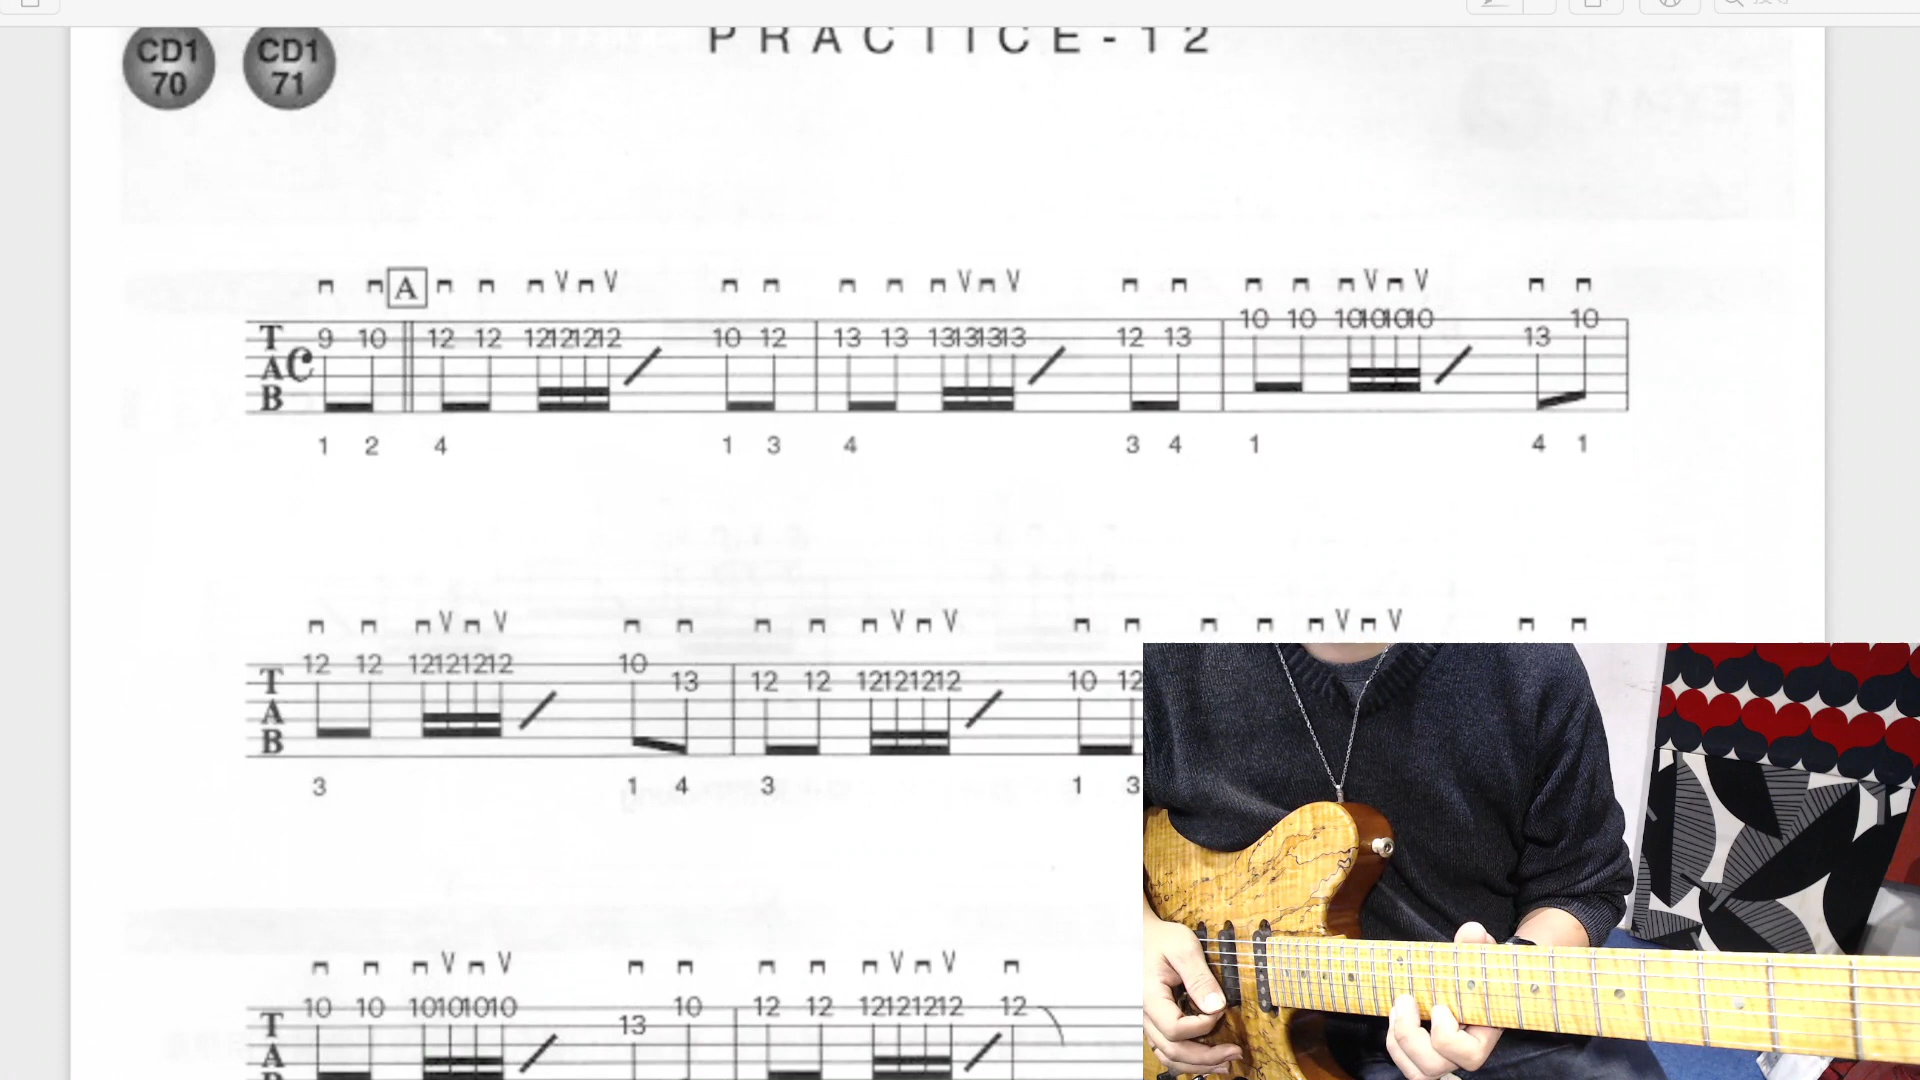 CD1 70 CD1 71
PRACTICE-12
A
T 9 10 12 12 12 12 12 12 10 12 13 13 13 13 13 13 12 13 10 10 10 10 10 10 13 10
A C
B
1 2 4 1 3 4 3 4 1 4 1
V V
T 12 12 12 12 12 12 10 13 12 12 12 12 12 12 10 12
A
B
3 1 4 3 1 3
T 10 10 10 10 10 10 13 10 12 12 12 12 12 12 12
A